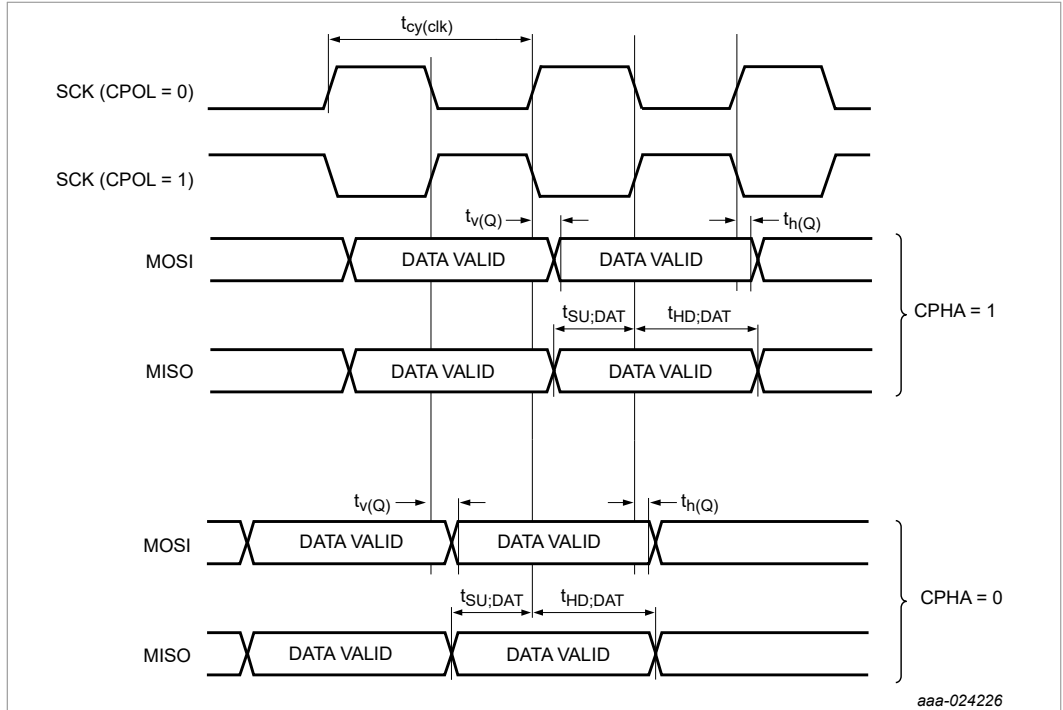 tcy(clk)
SCK (CPOL = 0)
SCK (CPOL = 1)
tv(Q)
th(Q)
MOSI
DATA VALID
DATA VALID
CPHA = 1
tSU;DAT
tHD;DAT
MISO
DATA VALID
DATA VALID
tv(Q)
th(Q)
MOSI
DATA VALID
DATA VALID
CPHA = 0
tSU;DAT
tHD;DAT
MISO
DATA VALID
DATA VALID
aaa-024226